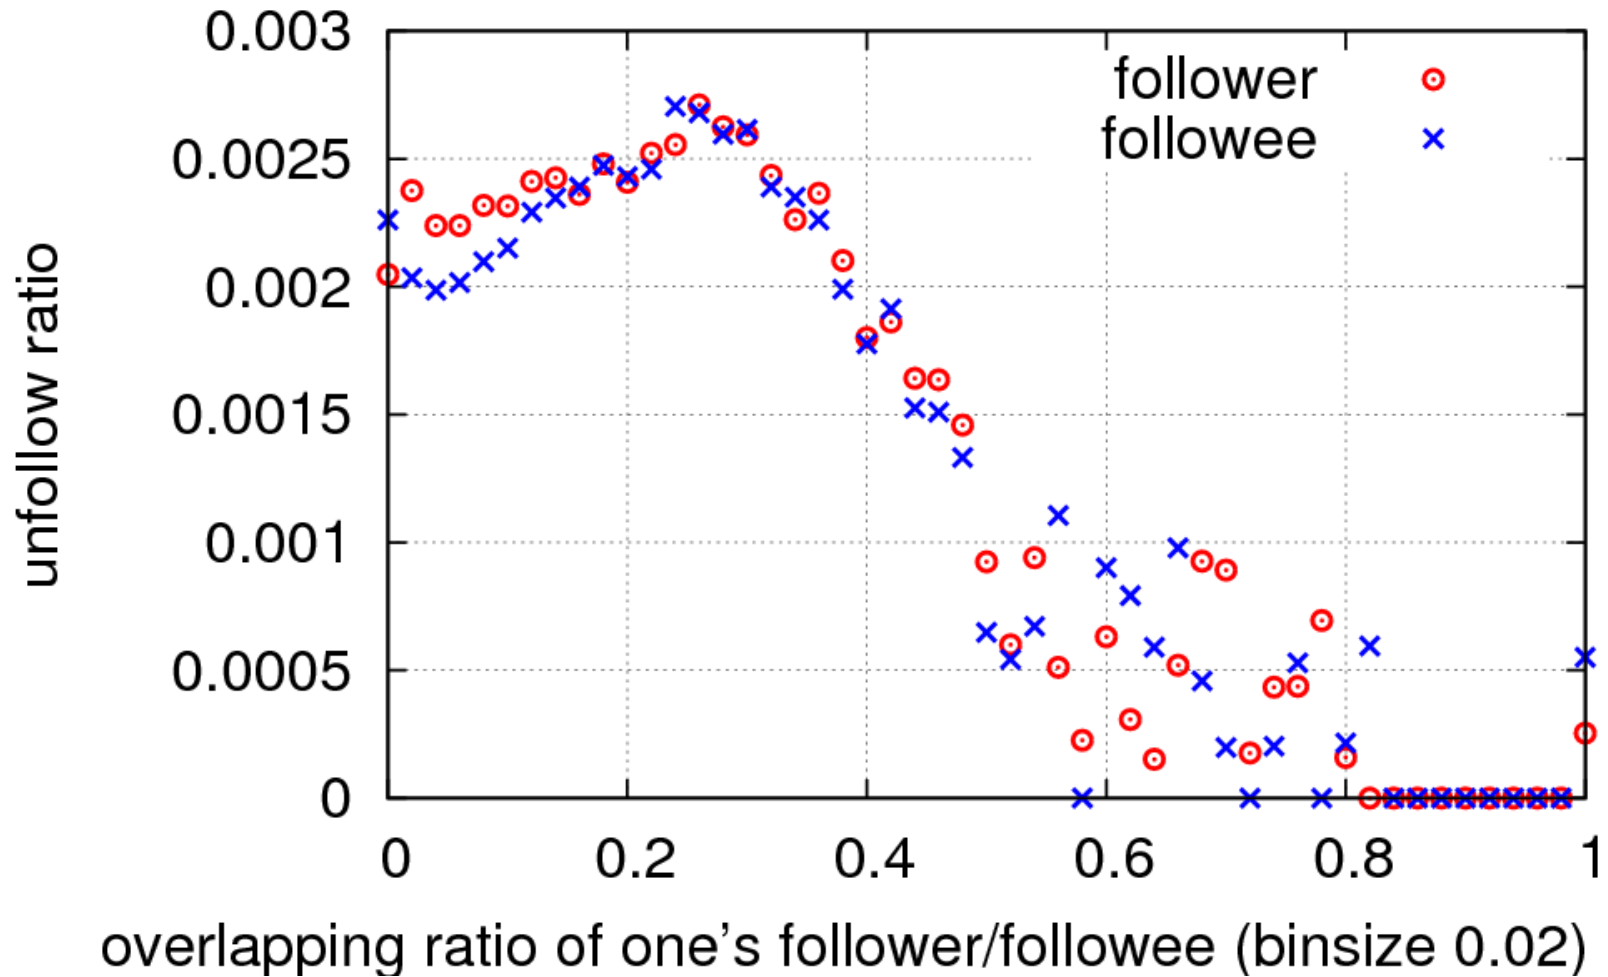 0.003
0.0025
0.002
0.0015
0.001
0.0005
0
unfollow ratio
follower
followee
0 0.2 0.4 0.6 0.8 1
overlapping ratio of one’s follower/followee (binsize 0.02)